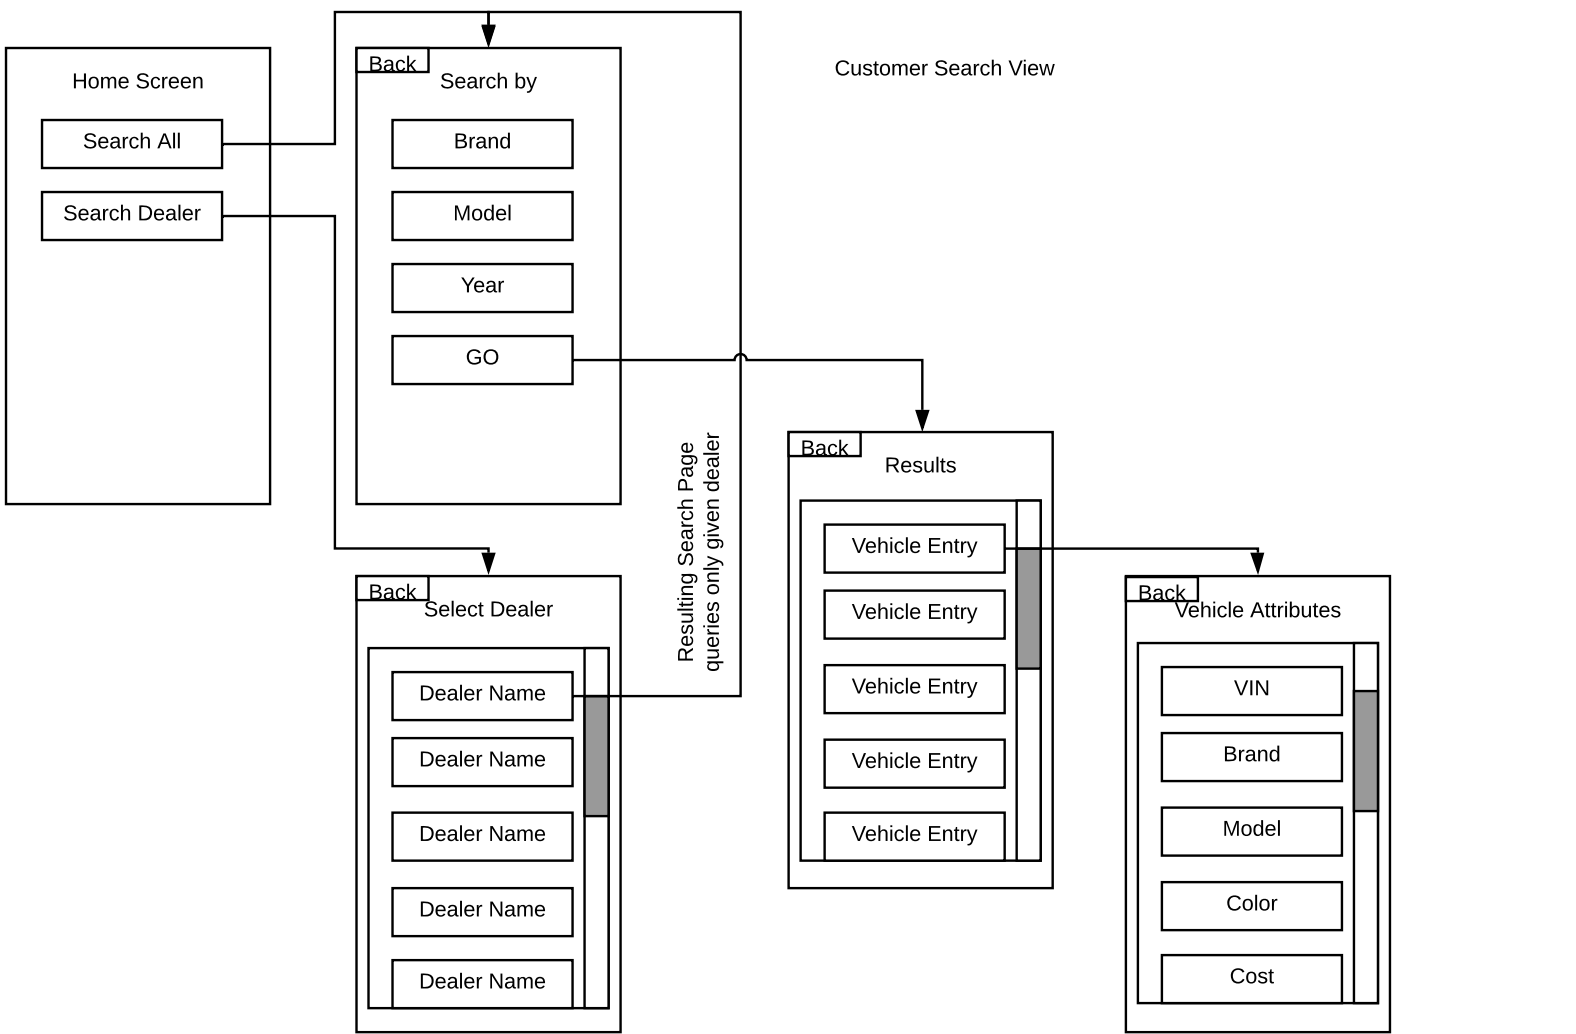 Customer Search View
Home Screen
Search All
Search Dealer
Back
Search by
Brand
Model
Year
GO
Resulting Search Page
queries only given dealer
Back
Select Dealer
Dealer Name
Dealer Name
Dealer Name
Dealer Name
Dealer Name
Back
Results
Vehicle Entry
Vehicle Entry
Vehicle Entry
Vehicle Entry
Vehicle Entry
Back
Vehicle Attributes
VIN
Brand
Model
Color
Cost